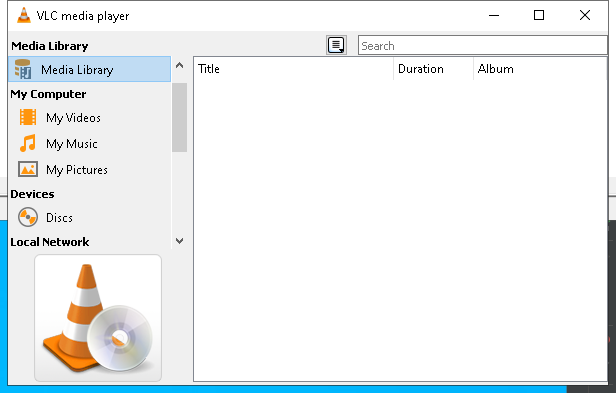 VLC media player
Media Library
Search
Media Library
Title Duration Album
My Computer
My Videos
My Music
My Pictures
Devices
Discs
Local Network